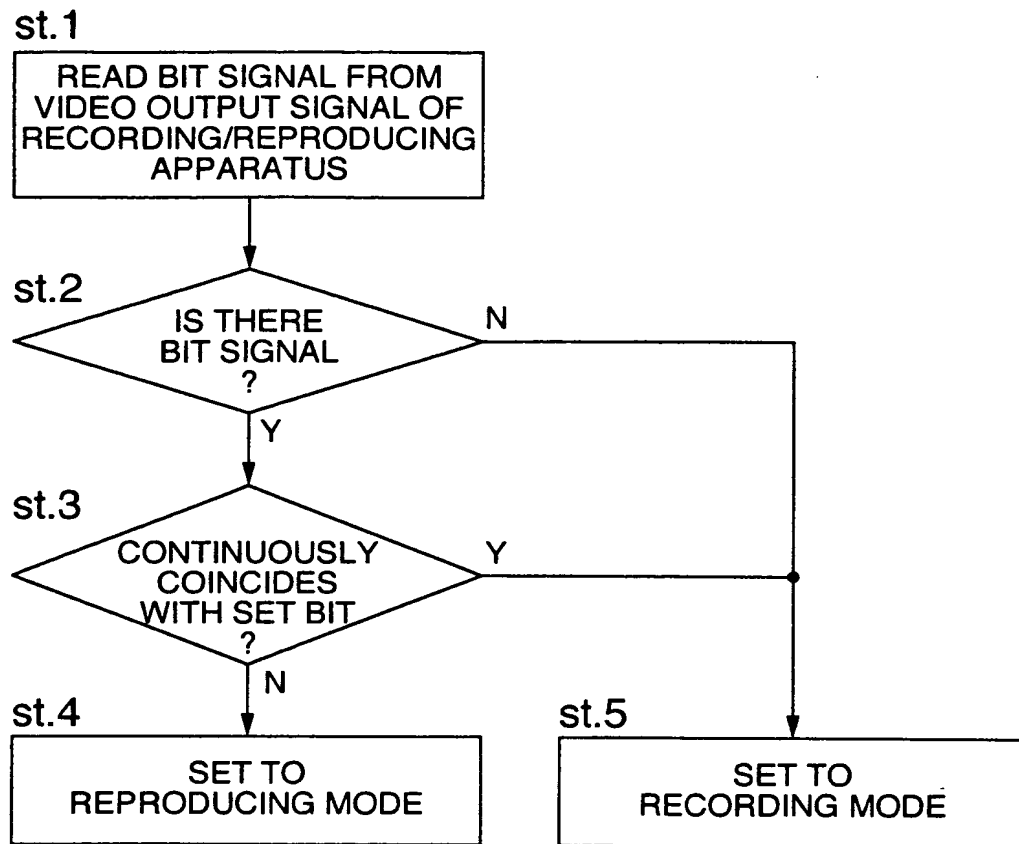 st.1
READ BIT SIGNAL FROM
VIDEO OUTPUT SIGNAL OF
RECORDING/REPRODUCING
APPARATUS
st.2
IS THERE
BIT SIGNAL
?
N
Y
st.3
CONTINUOUSLY
COINCIDES
WITH SET BIT
?
Y
N
st.4
SET TO
REPRODUCING MODE
st.5
SET TO
RECORDING MODE